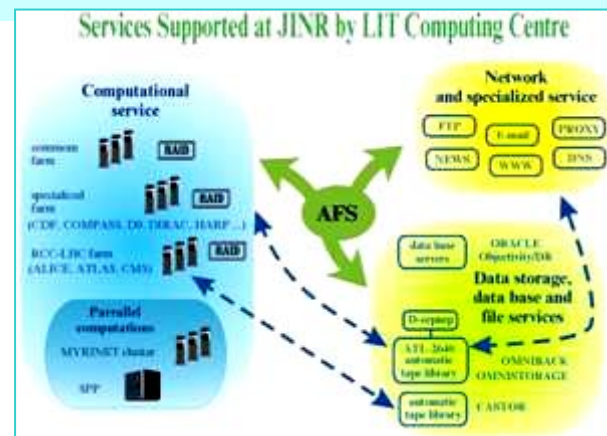 Services Supported at JINR by LIT Computing Centre
Computational
service
common
farm
RAID
specialized
farm
RAID
(CDF, COMPASS, D0, DIRAC, HARP ...)
RCC-LHC farm
(ALICE, ATLAS, CMS)
RAID
Parrallel
computations
MYRINET cluster
SPP
AFS
Network
and specialized service
FTP
E-mail
PROXY
NEWS
WWW
DNS
data base
servers
ORACLE
Objectivity/DB
Data storage,
data base and
file services
ATL-2640
automatic
tape library
OMNIBACK
OMNISTORAGE
automatic
tape library
CASTOR